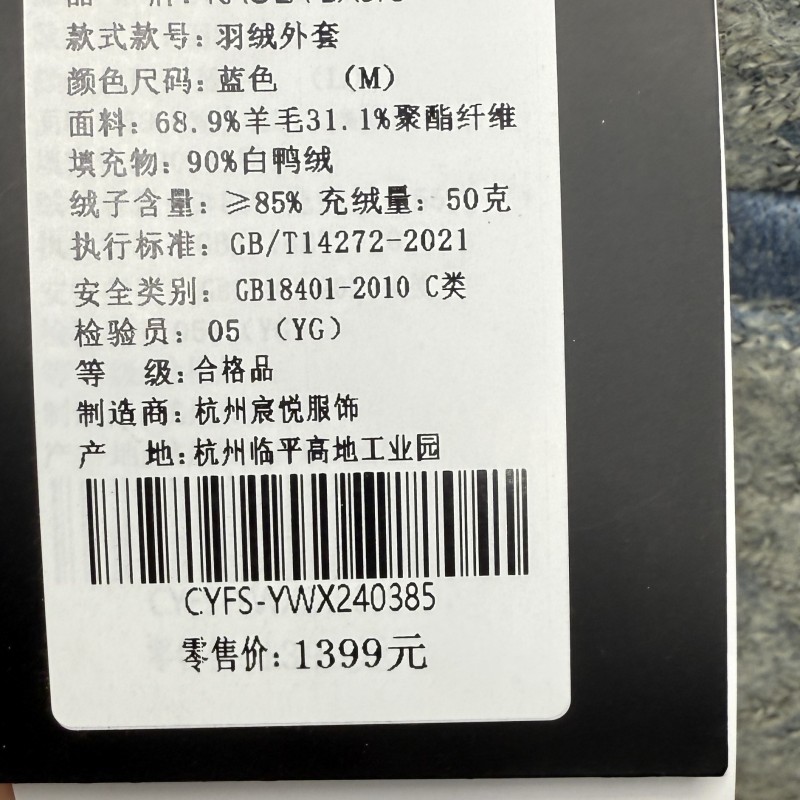 款式款号: 羽绒外套
颜色尺码: 蓝色 (M)
面料: 68.9%羊毛31.1%聚酯纤维
填充物: 90%白鸭绒
绒子含量: ≥85% 充绒量: 50克
执行标准: GB/T14272-2021
安全类别: GB18401-2010 C类
检验员: 05 (YG)
等 级: 合格品
制造商: 杭州宸悦服饰
产 地: 杭州临平高地工业园
CYFS-YWX240385
零售价: 1399元